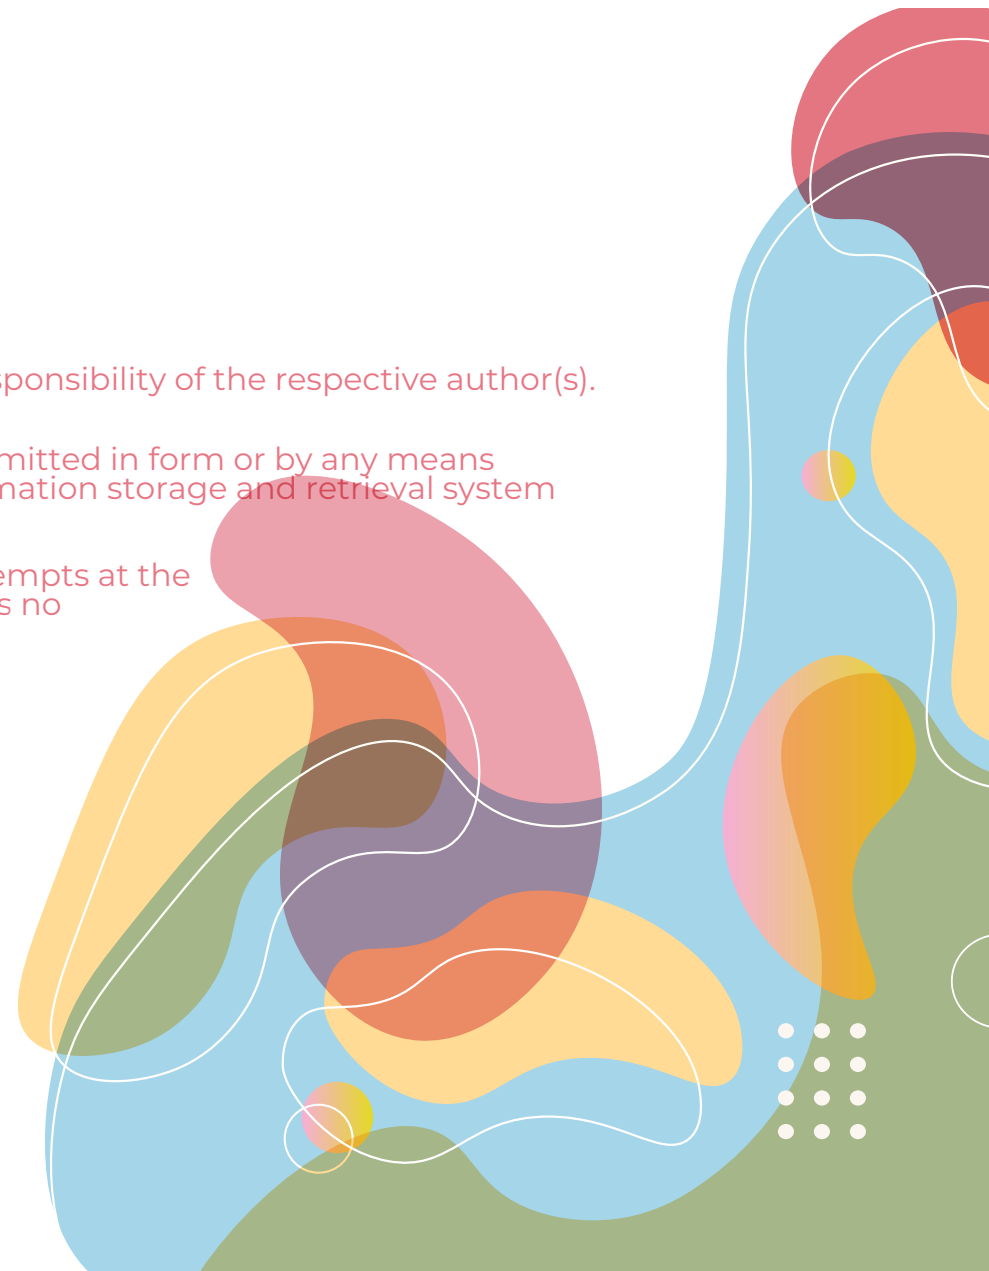 sponsibility of the respective author(s).
mitted in form or by any means
mation storage and retrieval system
empts at the
s no